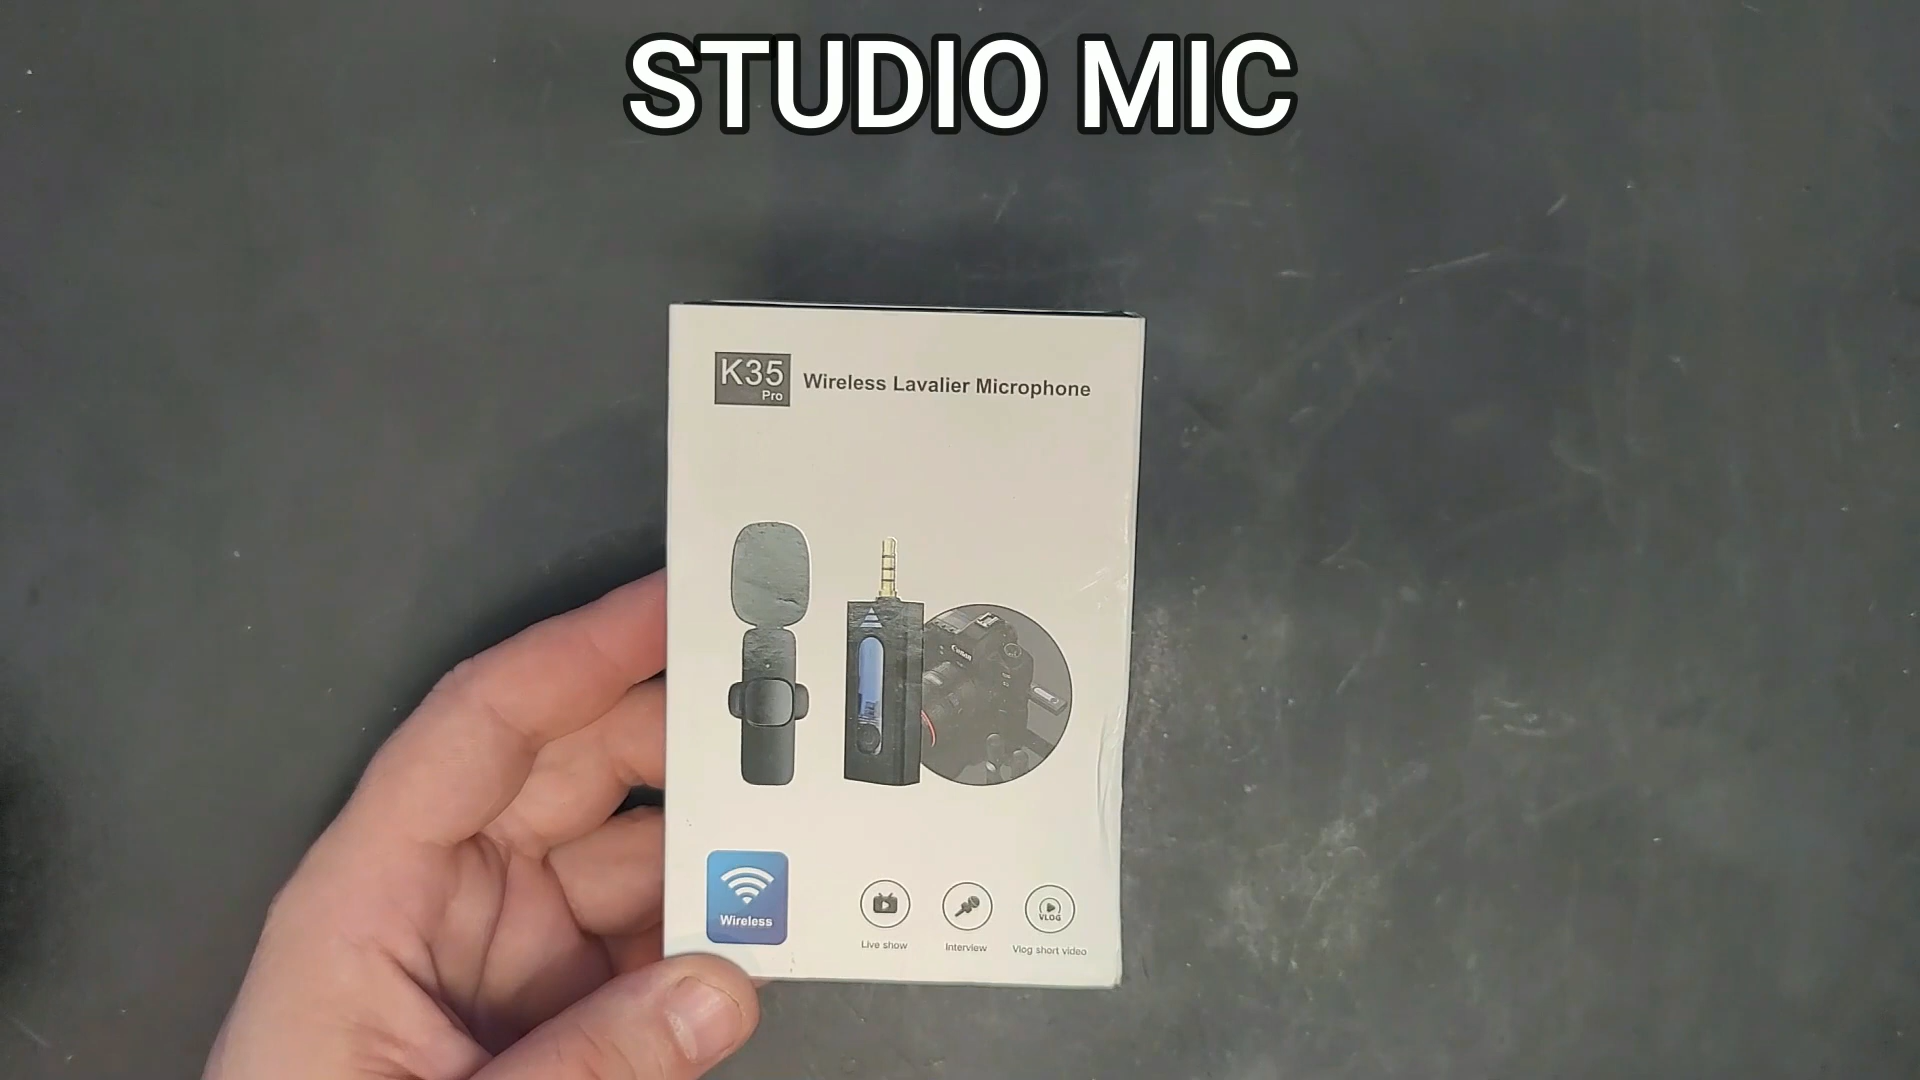 STUDIO MIC
K35
Pro
Wireless Lavalier Microphone
Canon
Wireless
VLOG
Live show
Interview
Vlog short video